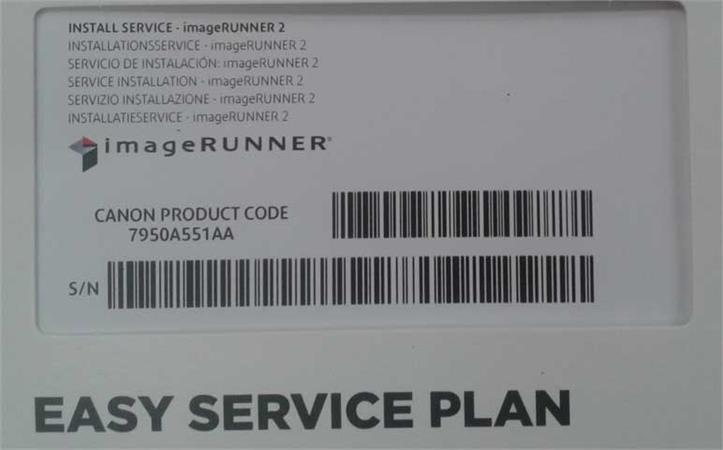 INSTALL SERVICE - imageRUNNER 2
INSTALLATIONSSERVICE - imageRUNNER 2
SERVICIO DE INSTALACIÓN: imageRUNNER 2
SERVICE INSTALLATION - imageRUNNER 2
SERVIZIO INSTALLAZIONE - imageRUNNER 2
INSTALLATIESERVICE - imageRUNNER 2
imageRUNNER®
CANON PRODUCT CODE
7950A551AA
S/N
EASY SERVICE PLAN